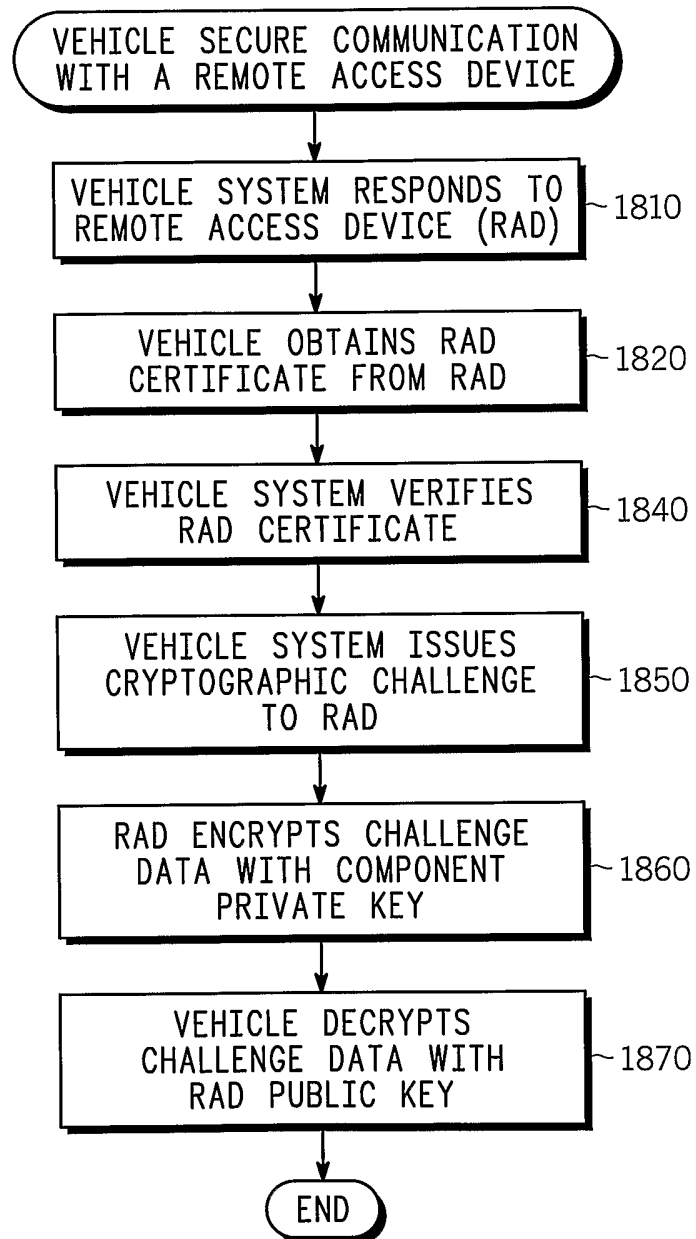 VEHICLE SECURE COMMUNICATION
WITH A REMOTE ACCESS DEVICE
VEHICLE SYSTEM RESPONDS TO
REMOTE ACCESS DEVICE (RAD)
1810
VEHICLE OBTAINS RAD
CERTIFICATE FROM RAD
1820
VEHICLE SYSTEM VERIFIES
RAD CERTIFICATE
1840
VEHICLE SYSTEM ISSUES
CRYPTOGRAPHIC CHALLENGE
TO RAD
1850
RAD ENCRYPTS CHALLENGE
DATA WITH COMPONENT
PRIVATE KEY
1860
VEHICLE DECRYPTS
CHALLENGE DATA WITH
RAD PUBLIC KEY
1870
END